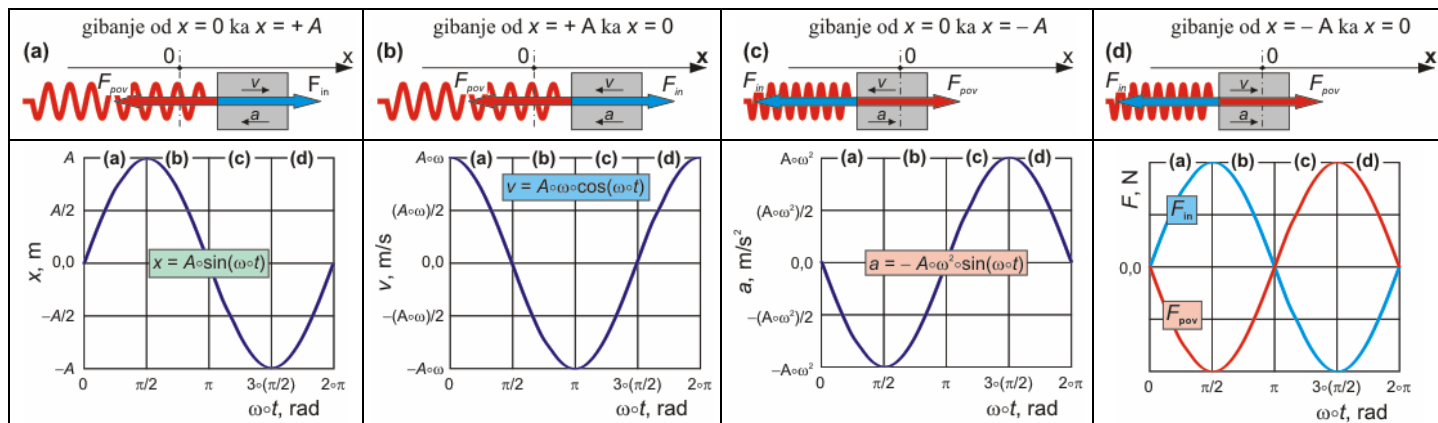 gibanje od x = 0 ka x = + A
(a)
0
x
F_pov
v
F_in
a
gibanje od x = + A ka x = 0
(b)
0
x
F_pov
v
F_in
a
gibanje od x = 0 ka x = – A
(c)
0
x
F_in
v
F_pov
a
gibanje od x = – A ka x = 0
(d)
0
x
F_in
v
F_pov
a
A
(a) (b) (c) (d)
A/2
x, m
0,0
x = A∘sin(ω∘t)
–A/2
–A
0 π/2 π 3∘(π/2) 2∘π
ω∘t, rad
A∘ω
(a) (b) (c) (d)
v = A∘ω∘cos(ω∘t)
(A∘ω)/2
v, m/s
0,0
–(A∘ω)/2
–A∘ω
0 π/2 π 3∘(π/2) 2∘π
ω∘t, rad
A∘ω²
(a) (b) (c) (d)
(A∘ω²)/2
a, m/s²
0,0
a = – A∘ω²∘sin(ω∘t)
–(A∘ω²)/2
–A∘ω²
0 π/2 π 3∘(π/2) 2∘π
ω∘t, rad
(a) (b) (c) (d)
F, N
F_in
0,0
F_pov
0 π/2 π 3∘(π/2) 2∘π
ω∘t, rad